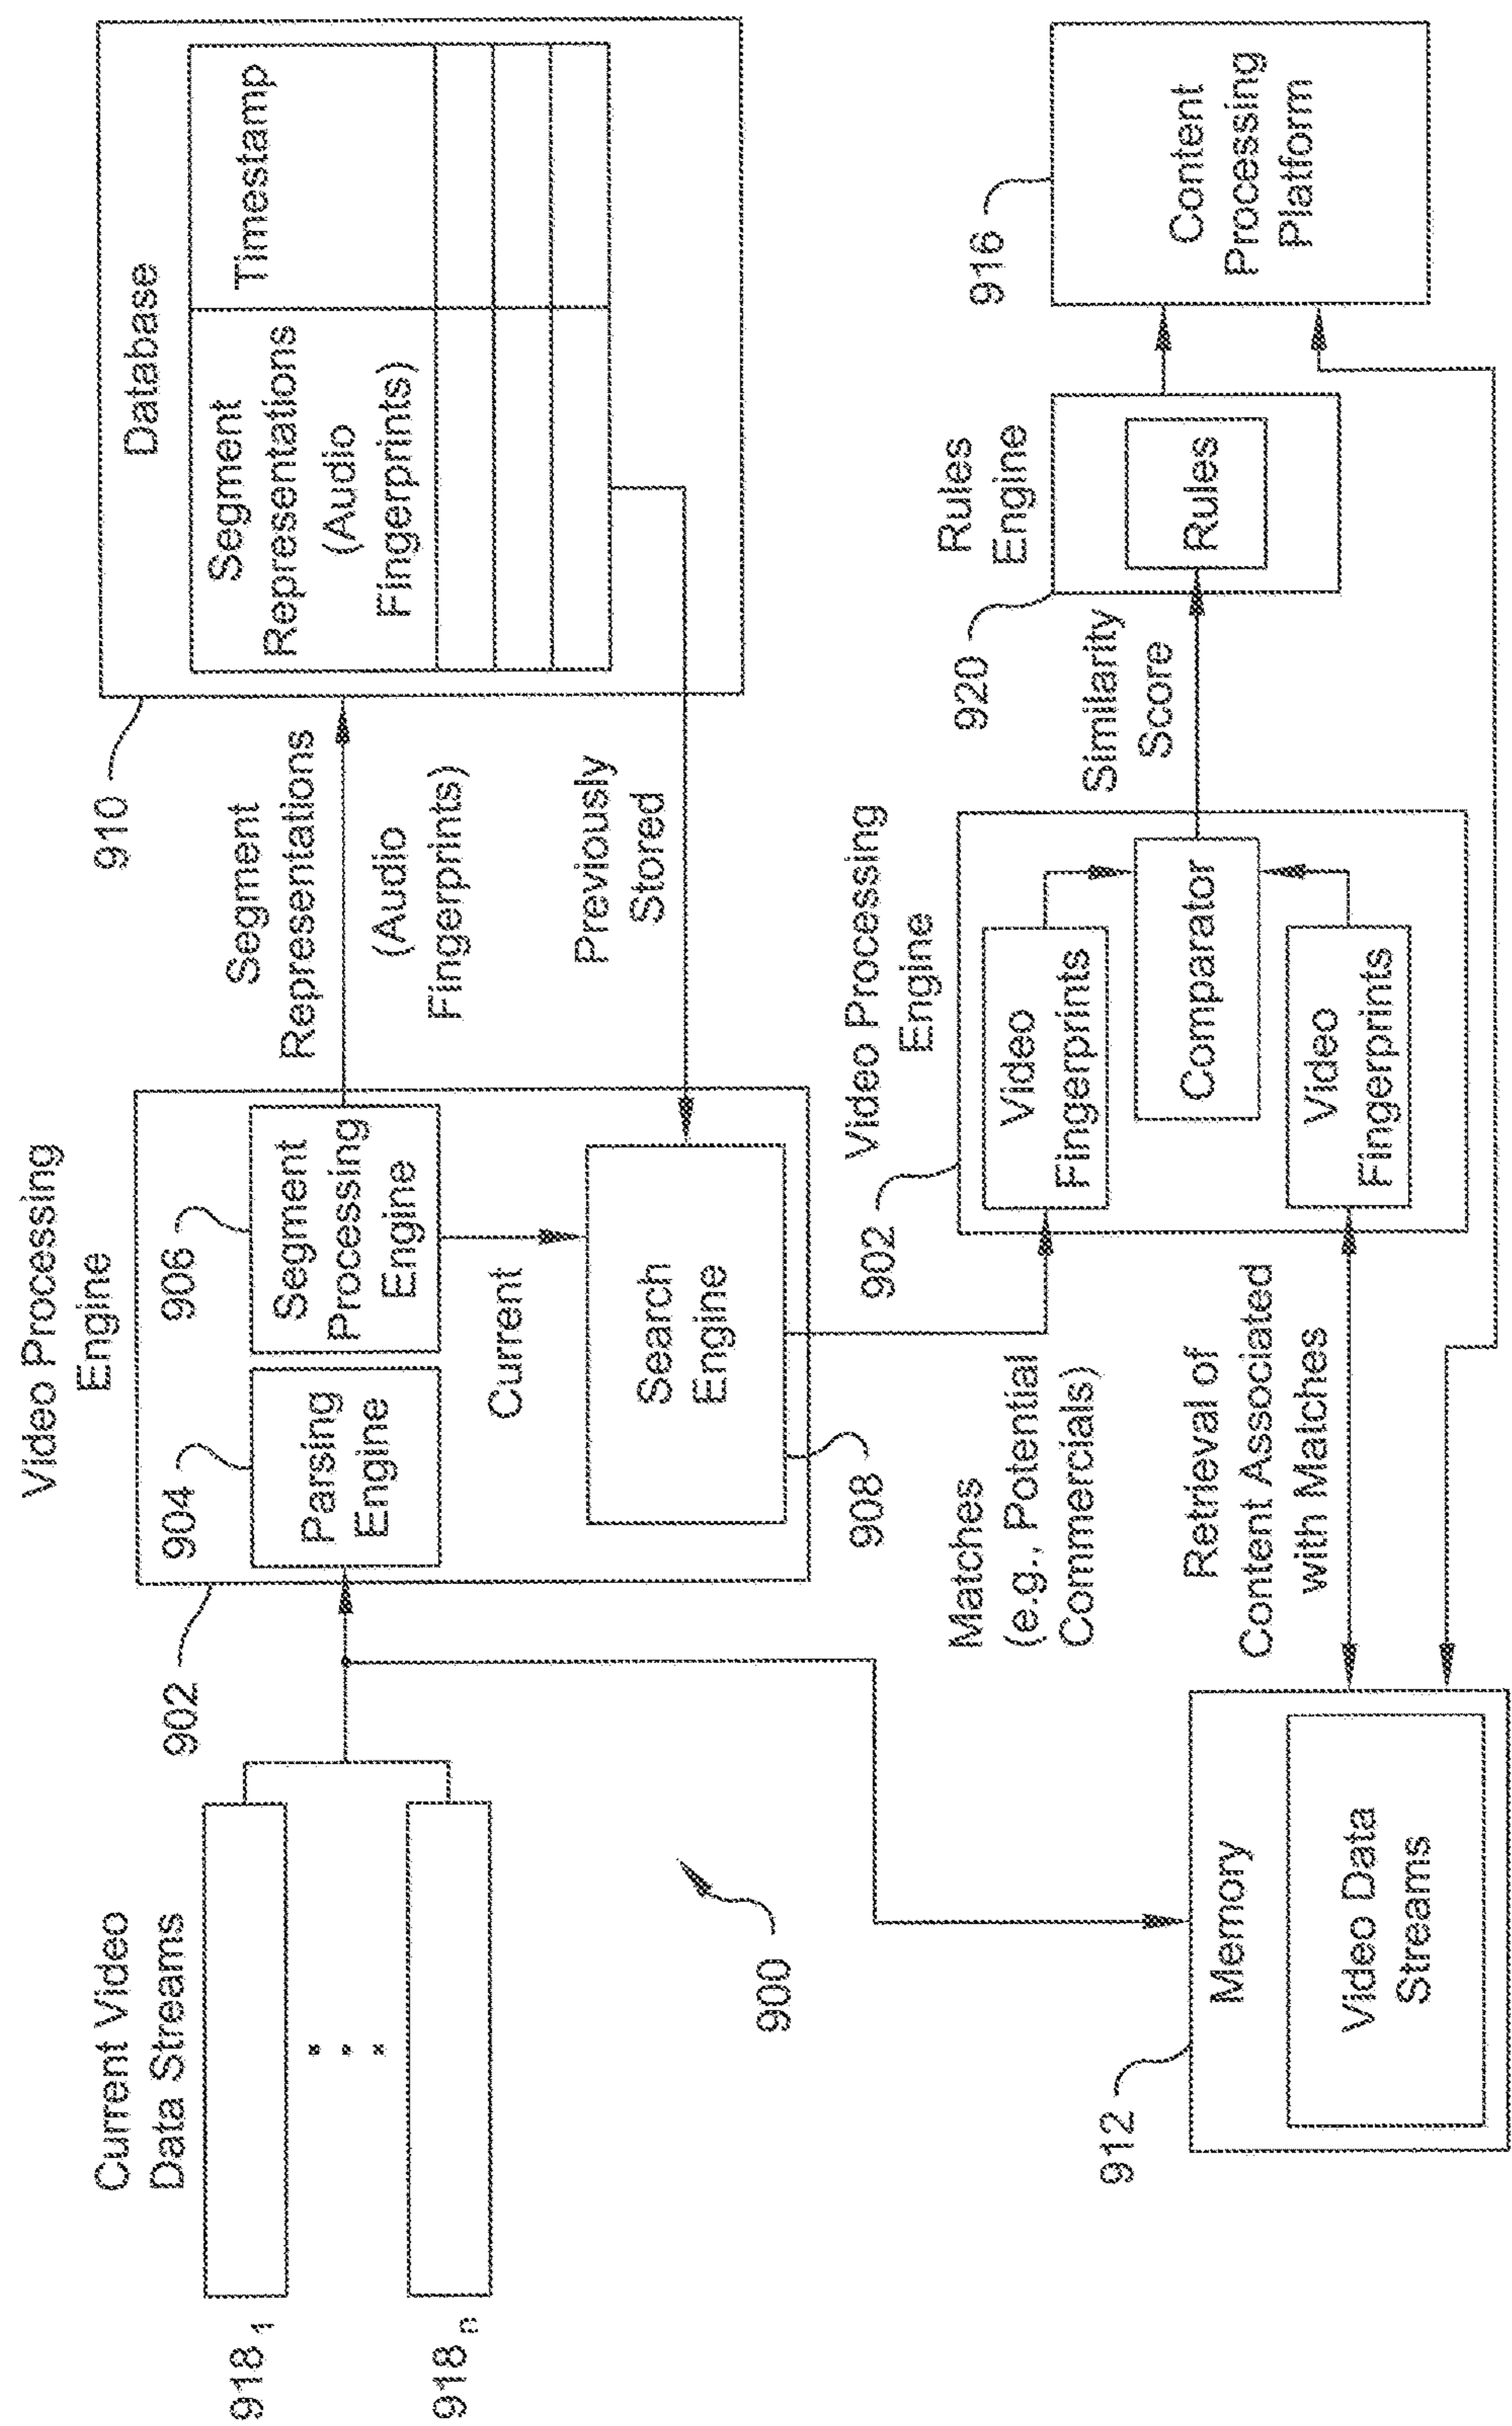 Current Video
Data Streams
918 1
918 n
900
Video Processing
Engine
902
904
Parsing
Engine
906
Segment
Processing
Engine
Current
Search
Engine
908
Segment
Representations
(Audio
Fingerprints)
Previously
Stored
910
Database
Segment
Representations
(Audio
Fingerprints)
Timestamp
912
Memory
Video Data
Streams
Matches
(e.g., Potential
Commercials)
Retrieval of
Content Associated
with Matches
Video Processing
Engine
902
Video
Fingerprints
Comparator
Video
Fingerprints
Similarity
Score
920
Rules
Engine
Rules
916
Content
Processing
Platform